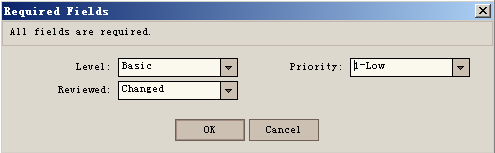 Required Fields
All fields are required.
Level: Basic Priority: 1-Low
Reviewed: Changed
OK Cancel